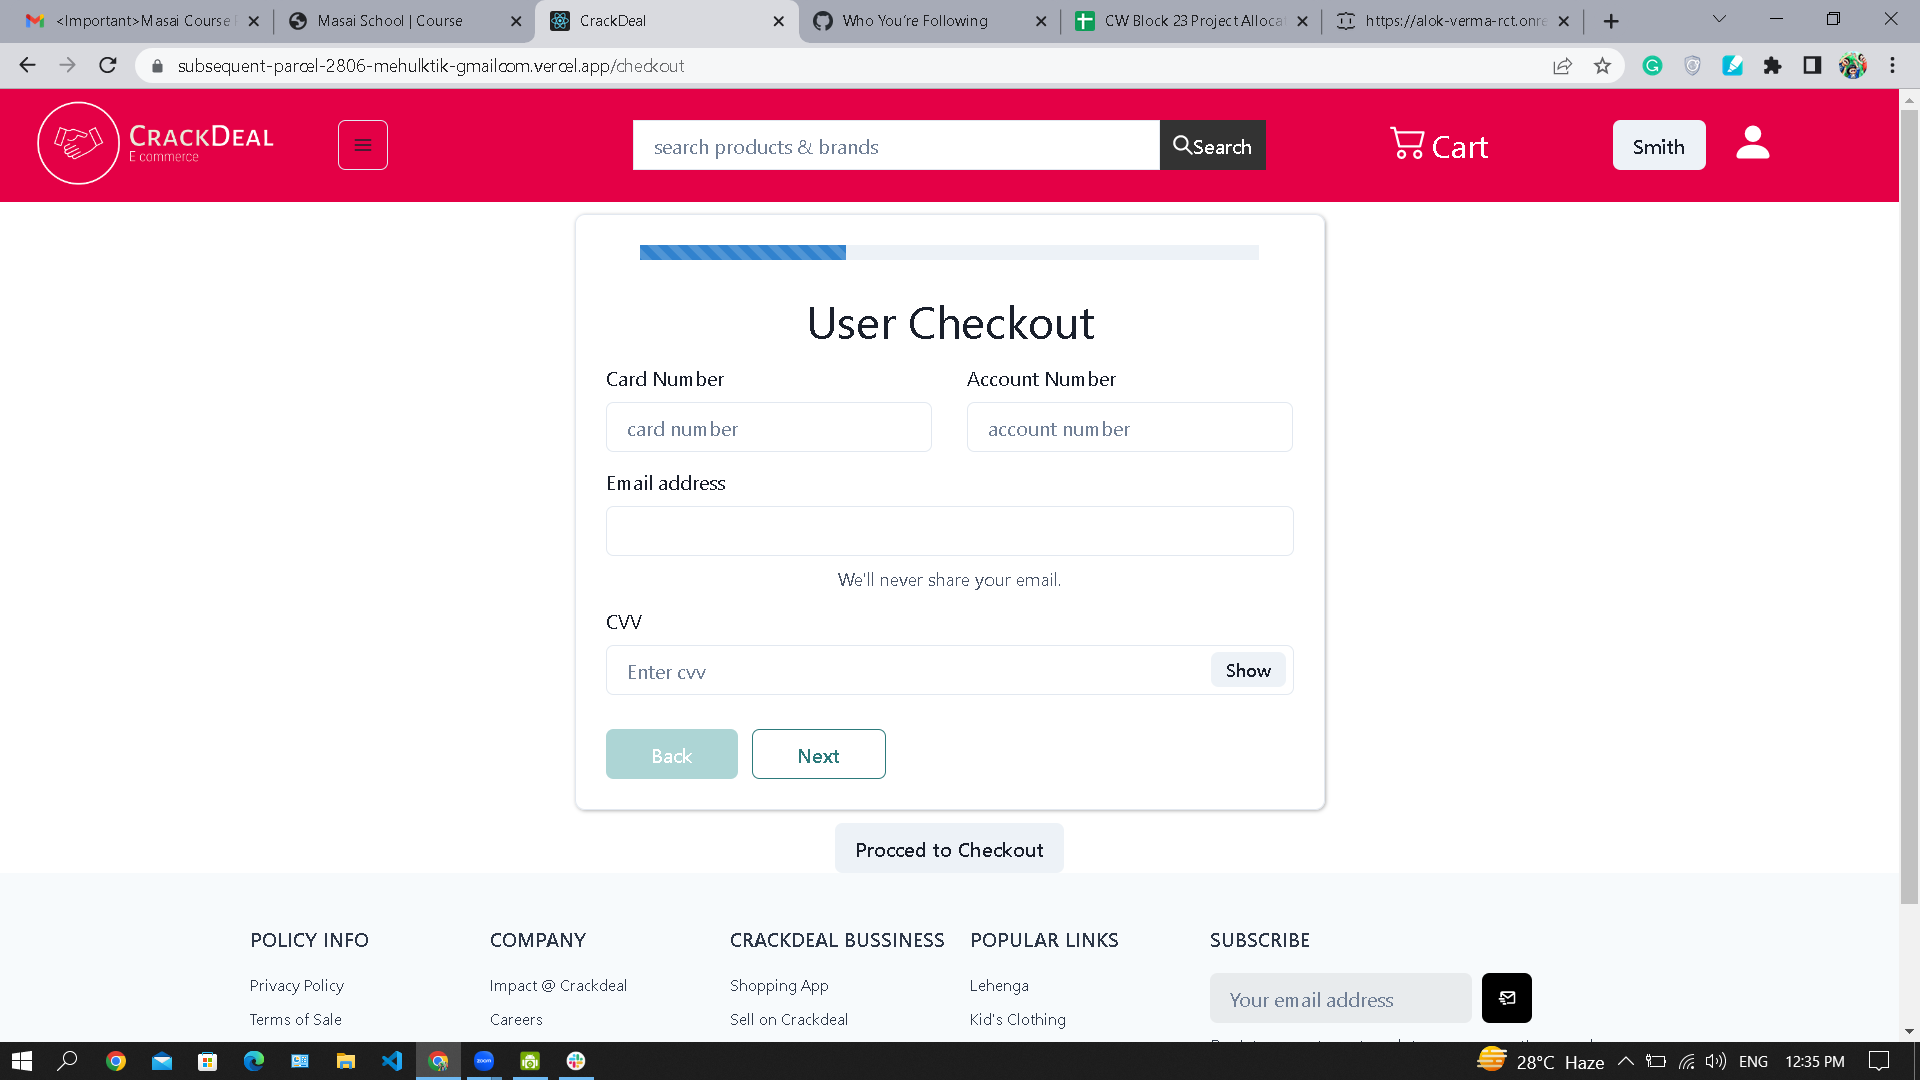 <Important>Masai Course
Masai School | Course
CrackDeal
Who You're Following
CW Block 23 Project Alloca
https://alok-verma-rct.onre
subsequent-parcel-2806-mehulktik-gmailcom.vercel.app/checkout
CRACKDEAL
E commerce
search products & brands
Search
Cart
Smith
User Checkout
Card Number
Account Number
card number
account number
Email address
We'll never share your email.
CVV
Enter cvv
Show
Back
Next
Procced to Checkout
POLICY INFO
COMPANY
CRACKDEAL BUSSINESS
POPULAR LINKS
SUBSCRIBE
Privacy Policy
Impact @ Crackdeal
Shopping App
Lehenga
Your email address
Terms of Sale
Careers
Sell on Crackdeal
Kid's Clothing
zoom
28°C Haze
ENG
12:35 PM